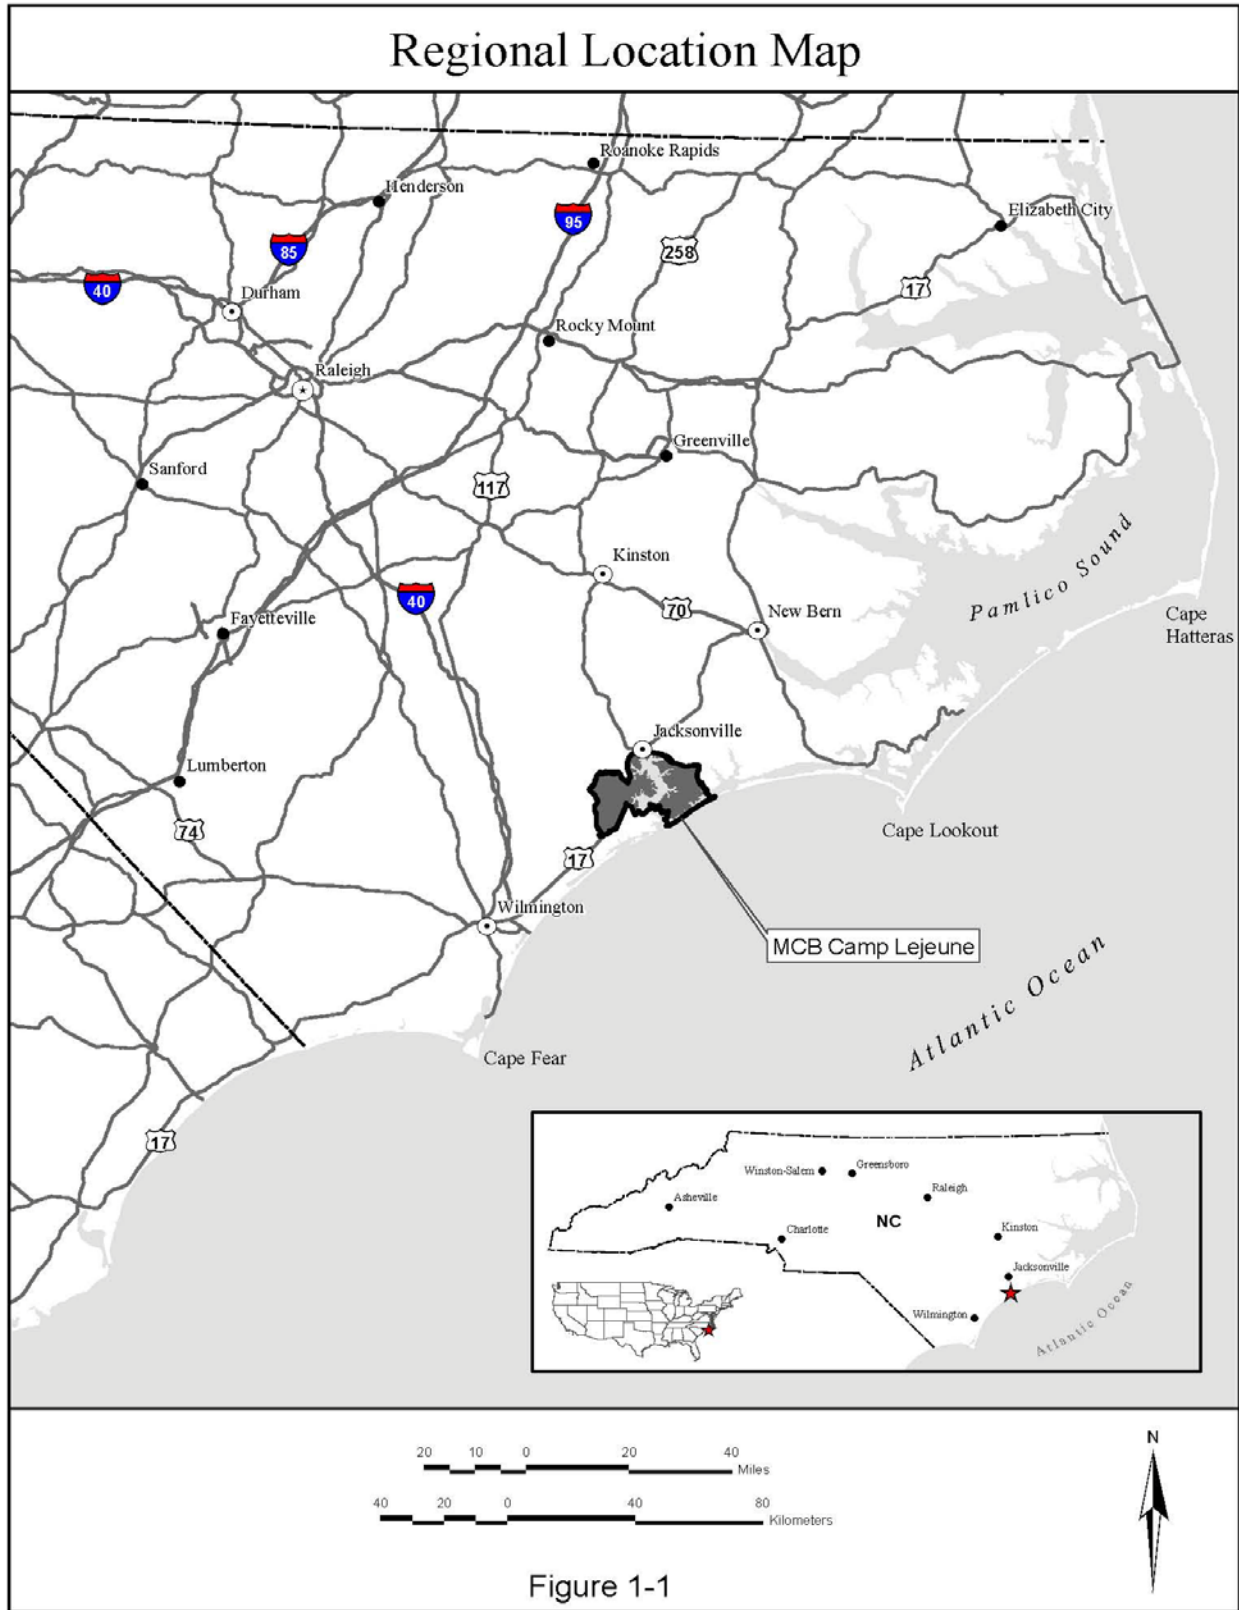 Regional Location Map
Roanoke Rapids
Henderson
95
Elizabeth City
85
258
40
17
Durham
Rocky Mount
Raleigh
Greenville
Sanford
117
Pamlico Sound
Kinston
40
70
New Bern
Cape
Hatteras
Fayetteville
Jacksonville
Lumberton
74
Cape Lookout
17
Wilmington
MCB Camp Lejeune
Atlantic Ocean
Cape Fear
17
Winston-Salem
Greensboro
Asheville
Raleigh
NC
Charlotte
Kinston
Jacksonville
Wilmington
Atlantic Ocean
20 10 0 20 40
Miles
40 20 0 40 80
Kilometers
N
Figure 1-1